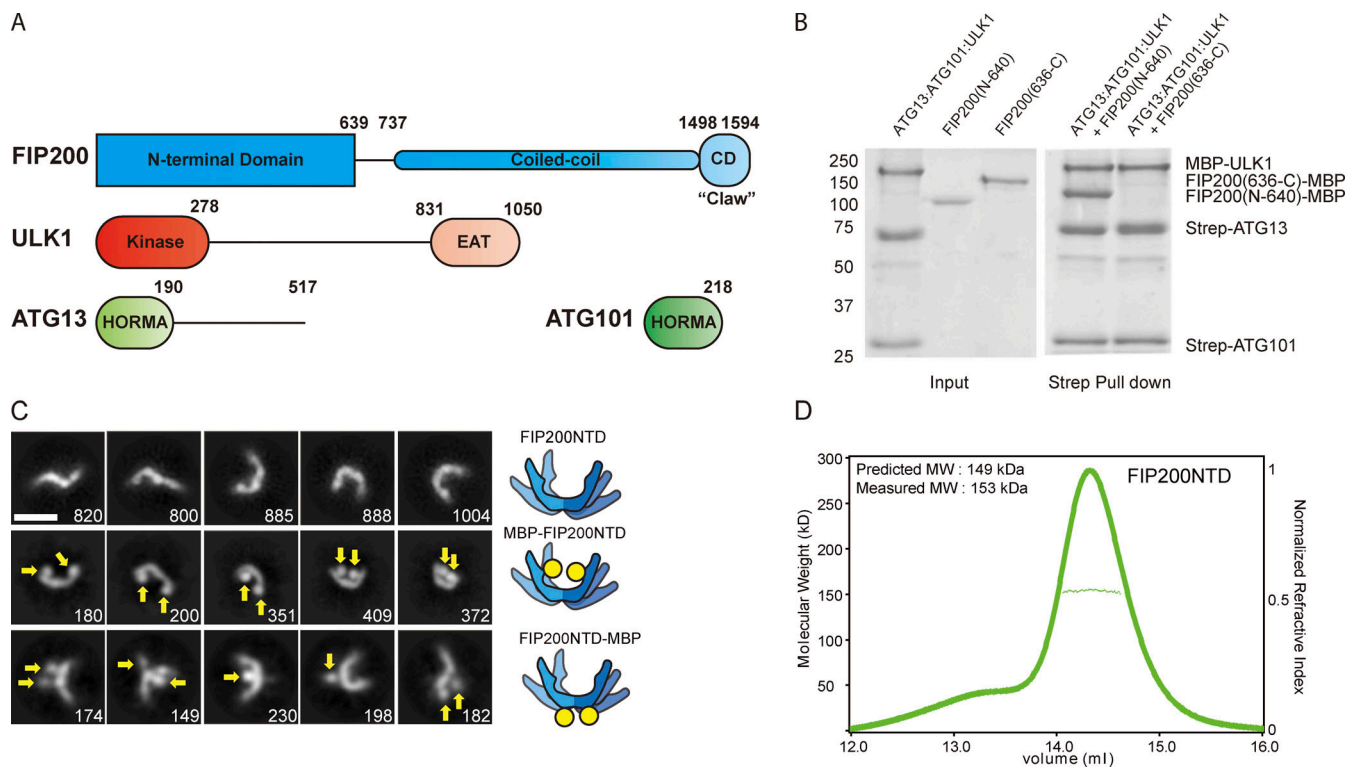 A
639 737 1498 1594
FIP200 N-terminal Domain Coiled-coil CD
"Claw"
278 831 1050
ULK1 Kinase EAT
190 517 218
ATG13 HORMA ATG101 HORMA
B
ATG13:ATG101:ULK1
FIP200(N-640)
FIP200(636-C)
ATG13:ATG101:ULK1
+ FIP200(N-640)
ATG13:ATG101:ULK1
+ FIP200(636-C)
250
150
100
75
50
37
25
MBP-ULK1
FIP200(636-C)-MBP
FIP200(N-640)-MBP
Strep-ATG13
Strep-ATG101
Input Strep Pull down
C
820 800 885 888 1004
180 200 351 409 372
174 149 230 198 182
FIP200NTD
MBP-FIP200NTD
FIP200NTD-MBP
D
Predicted MW : 149 kDa
Measured MW : 153 kDa
FIP200NTD
Molecular Weight (kD)
300
250
200
150
100
50
1
0.5
0
Normalized Refractive Index
12.0 13.0 14.0 15.0 16.0
volume (ml)